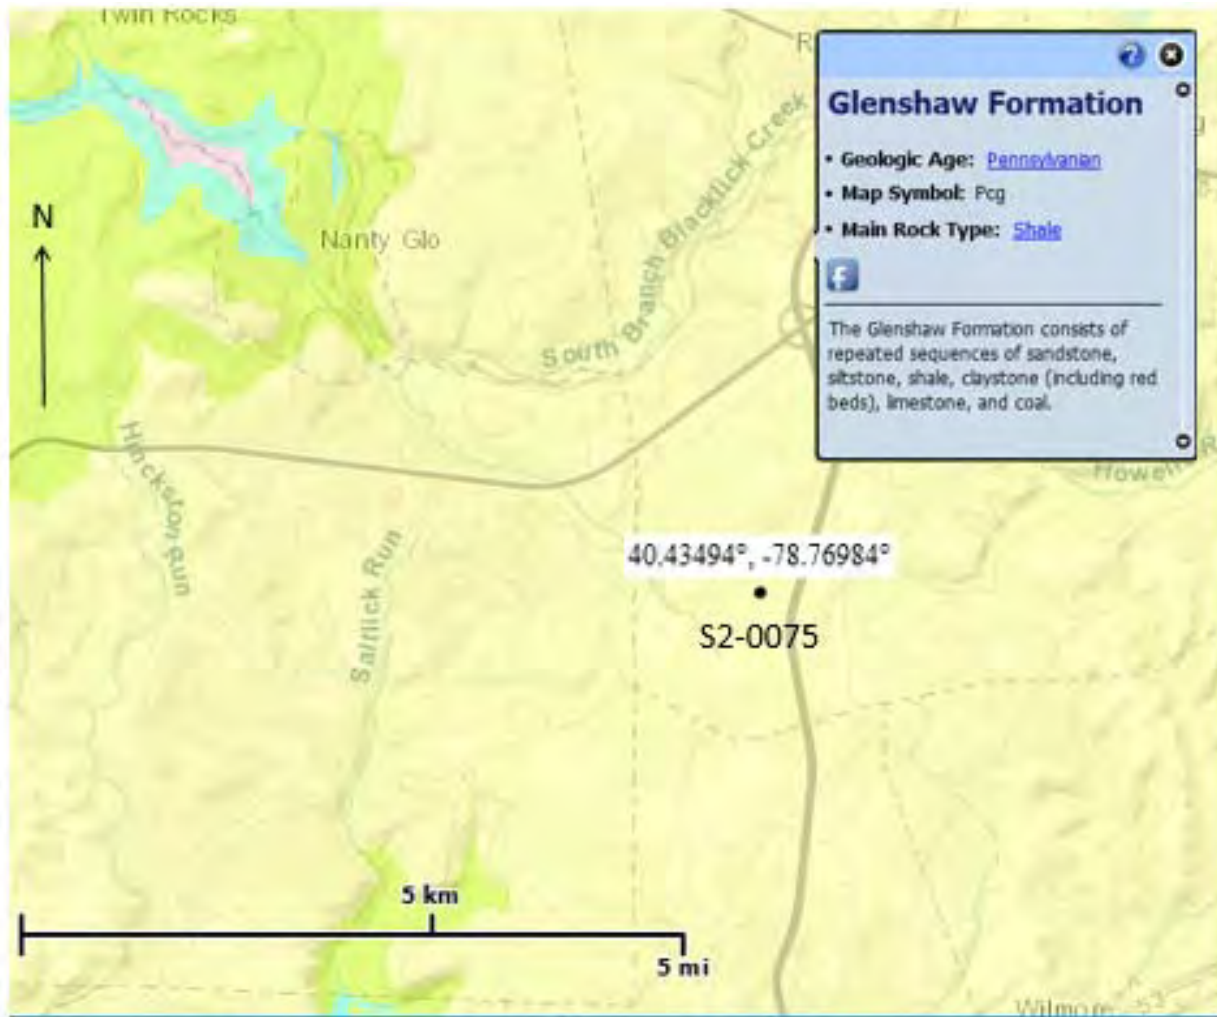 Twin Rocks
N
Nanty Glo
South Branch Blacklick Creek
Hinckston Run
Saltlick Run
? x
Glenshaw Formation
• Geologic Age: Pennsylvanian
• Map Symbol: Pcg
• Main Rock Type: Shale
f
The Glenshaw Formation consists of
repeated sequences of sandstone,
siltstone, shale, claystone (including red
beds), limestone, and coal.
40.43494°, -78.76984°
S2-0075
5 km
5 mi
Wilmore 53